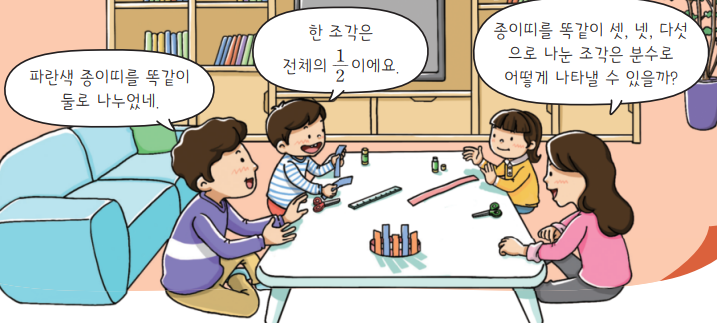 파란색 종이띠를 똑같이
둘로 나누었네.
한 조각은
전체의 1/2이에요.
종이띠를 똑같이 셋, 넷, 다섯
으로 나눈 조각은 분수로
어떻게 나타낼 수 있을까?